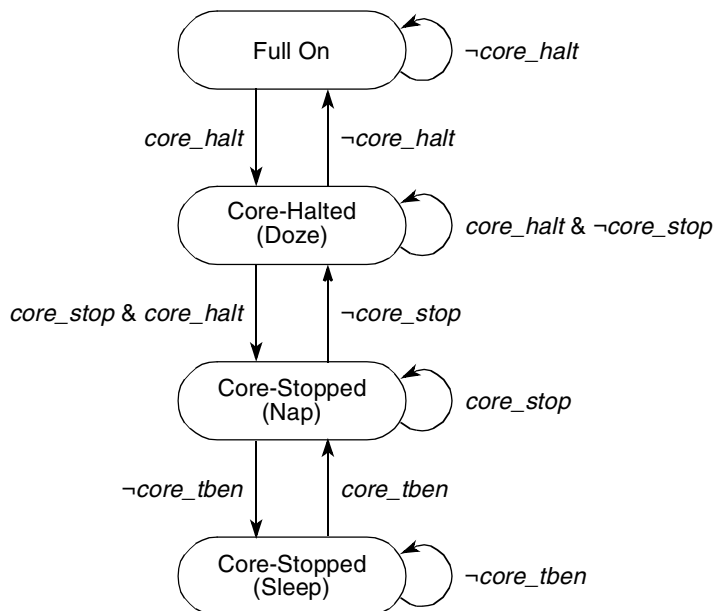 Full On
¬core_halt
core_halt
¬core_halt
Core-Halted
(Doze)
core_halt & ¬core_stop
core_stop & core_halt
¬core_stop
Core-Stopped
(Nap)
core_stop
¬core_tben
core_tben
Core-Stopped
(Sleep)
¬core_tben